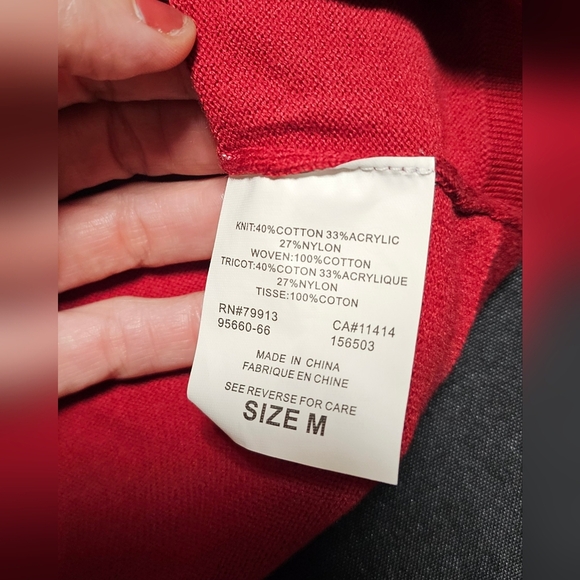 KNIT:40%COTTON 33%ACRYLIC
27%NYLON
WOVEN:100%COTTON
TRICOT:40%COTON 33%ACRYLIQUE
27%NYLON
TISSE:100%COTON
RN#79913 CA#11414
95660-66 156503
MADE IN CHINA
FABRIQUE EN CHINE
SEE REVERSE FOR CARE
SIZE M